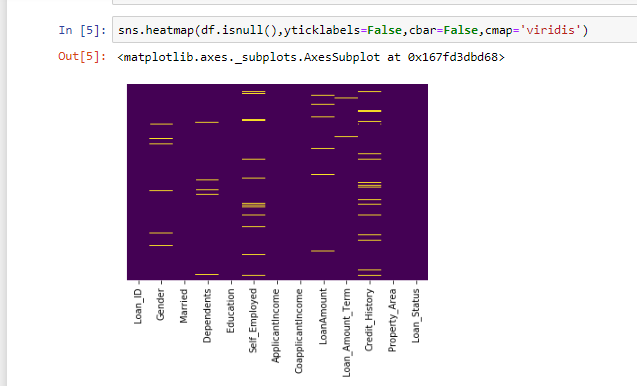 In [5]: sns.heatmap(df.isnull(),yticklabels=False,cbar=False,cmap='viridis')
Out[5]: <matplotlib.axes._subplots.AxesSubplot at 0x167fd3dbd68>
Loan_ID
Gender
Married
Dependents
Education
Self_Employed
ApplicantIncome
CoapplicantIncome
LoanAmount
Loan_Amount_Term
Credit_History
Property_Area
Loan_Status